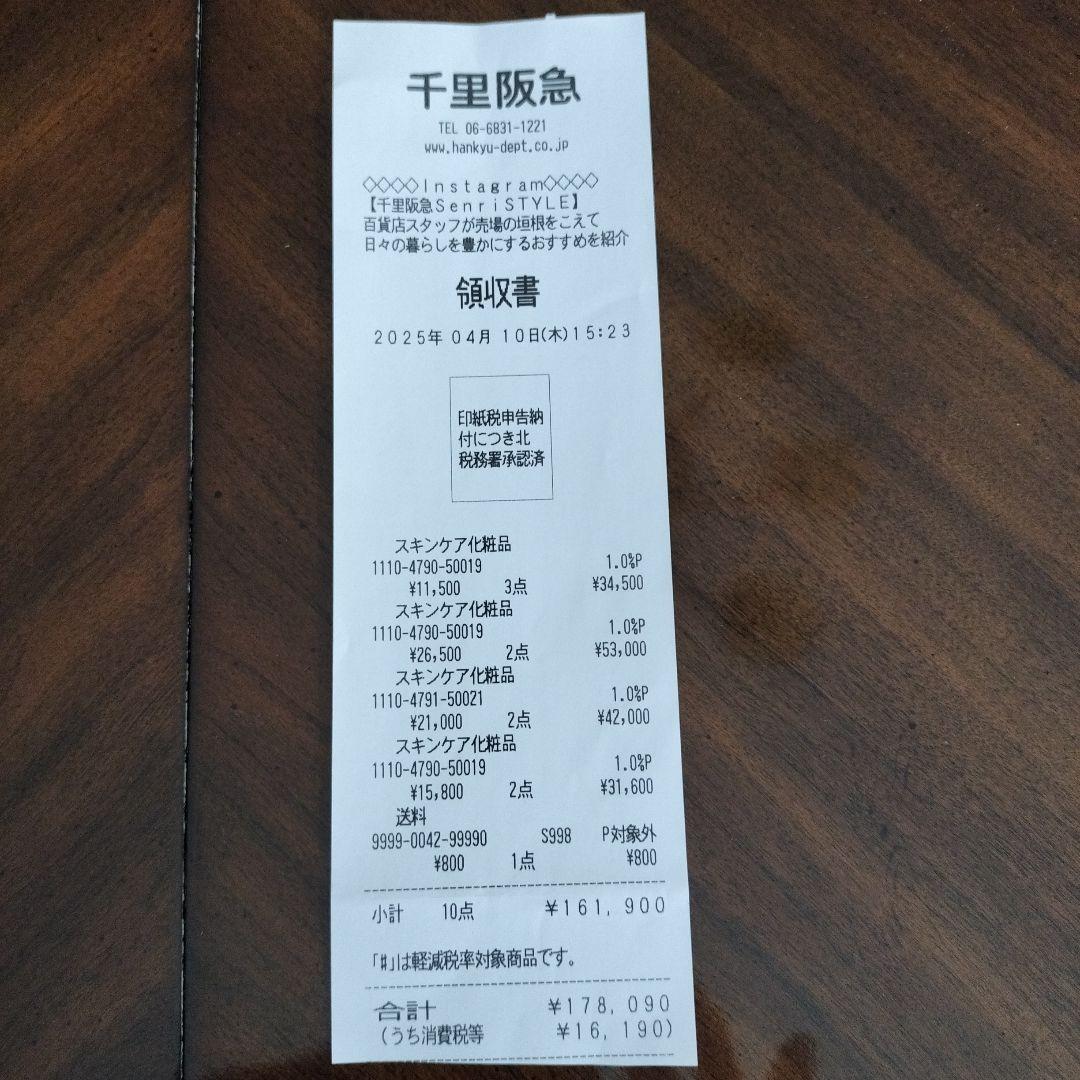 千里阪急
TEL 06-6831-1221
www.hankyu-dept.co.jp
◇◇◇◇Instagram◇◇◇◇
【千里阪急SenriSTYLE】
百貨店スタッフが売場の垣根をこえて
日々の暮らしを豊かにするおすすめを紹介
領収書
2025年 04月 10日(木)15:23
印紙税申告納
付につき北
税務署承認済
スキンケア化粧品
1110-4790-50019 1.0%P
¥11,500 3点 ¥34,500
スキンケア化粧品
1110-4790-50019 1.0%P
¥26,500 2点 ¥53,000
スキンケア化粧品
1110-4791-50021 1.0%P
¥21,000 2点 ¥42,000
スキンケア化粧品
1110-4790-50019 1.0%P
¥15,800 2点 ¥31,600
送料
9999-0042-99990 S998 P対象外
¥800 1点 ¥800
小計 10点 ¥161,900
「#」は軽減税率対象商品です。
合計 ¥178,090
(うち消費税等 ¥16,190)